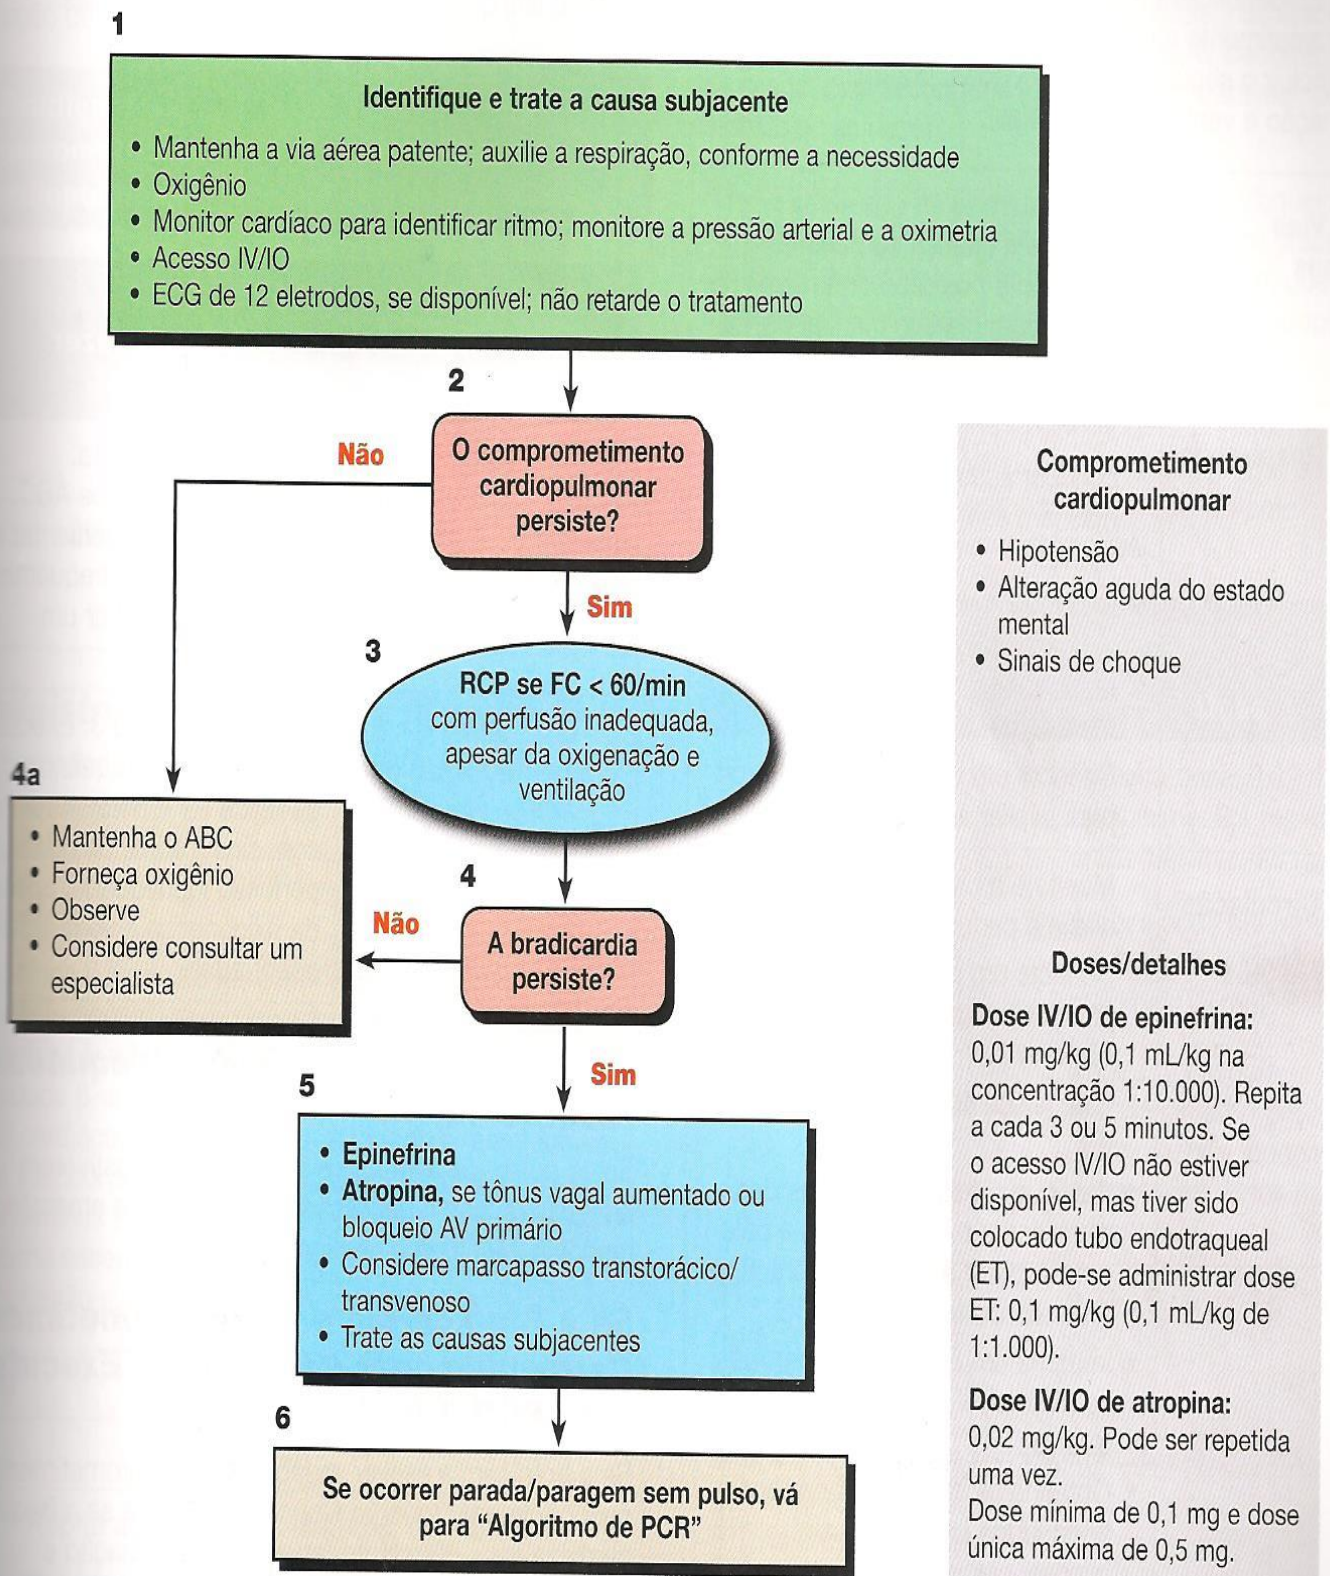 1
Identifique e trate a causa subjacente
• Mantenha a via aérea patente; auxilie a respiração, conforme a necessidade
• Oxigênio
• Monitor cardíaco para identificar ritmo; monitore a pressão arterial e a oximetria
• Acesso IV/IO
• ECG de 12 eletrodos, se disponível; não retarde o tratamento
2
O comprometimento
cardiopulmonar
persiste?
Não
Sim
3
RCP se FC < 60/min
com perfusão inadequada,
apesar da oxigenação e
ventilação
4a
• Mantenha o ABC
• Forneça oxigênio
• Observe
• Considere consultar um
especialista
4
A bradicardia
persiste?
Não
Sim
5
• Epinefrina
• Atropina, se tônus vagal aumentado ou
bloqueio AV primário
• Considere marcapasso transtorácico/
transvenoso
• Trate as causas subjacentes
6
Se ocorrer parada/paragem sem pulso, vá
para “Algoritmo de PCR”
Comprometimento
cardiopulmonar
• Hipotensão
• Alteração aguda do estado
mental
• Sinais de choque
Doses/detalhes
Dose IV/IO de epinefrina:
0,01 mg/kg (0,1 mL/kg na
concentração 1:10.000). Repita
a cada 3 ou 5 minutos. Se
o acesso IV/IO não estiver
disponível, mas tiver sido
colocado tubo endotraqueal
(ET), pode-se administrar dose
ET: 0,1 mg/kg (0,1 mL/kg de
1:1.000).
Dose IV/IO de atropina:
0,02 mg/kg. Pode ser repetida
uma vez.
Dose mínima de 0,1 mg e dose
única máxima de 0,5 mg.